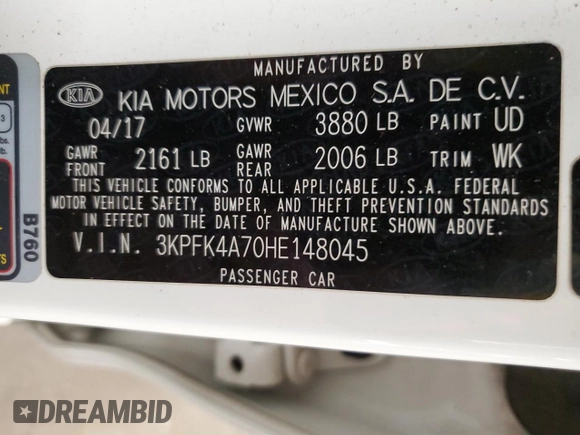 MANUFACTURED BY
KIA KIA MOTORS MEXICO S.A. DE C.V.
04/17 GVWR 3880 LB PAINT UD
GAWR FRONT 2161 LB GAWR REAR 2006 LB TRIM WK
THIS VEHICLE CONFORMS TO ALL APPLICABLE U.S.A. FEDERAL
MOTOR VEHICLE SAFETY, BUMPER, AND THEFT PREVENTION STANDARDS
IN EFFECT ON THE DATE OF MANUFACTURE SHOWN ABOVE.
V.I.N. 3KPFK4A70HE148045
PASSENGER CAR
B760
DREAMBID